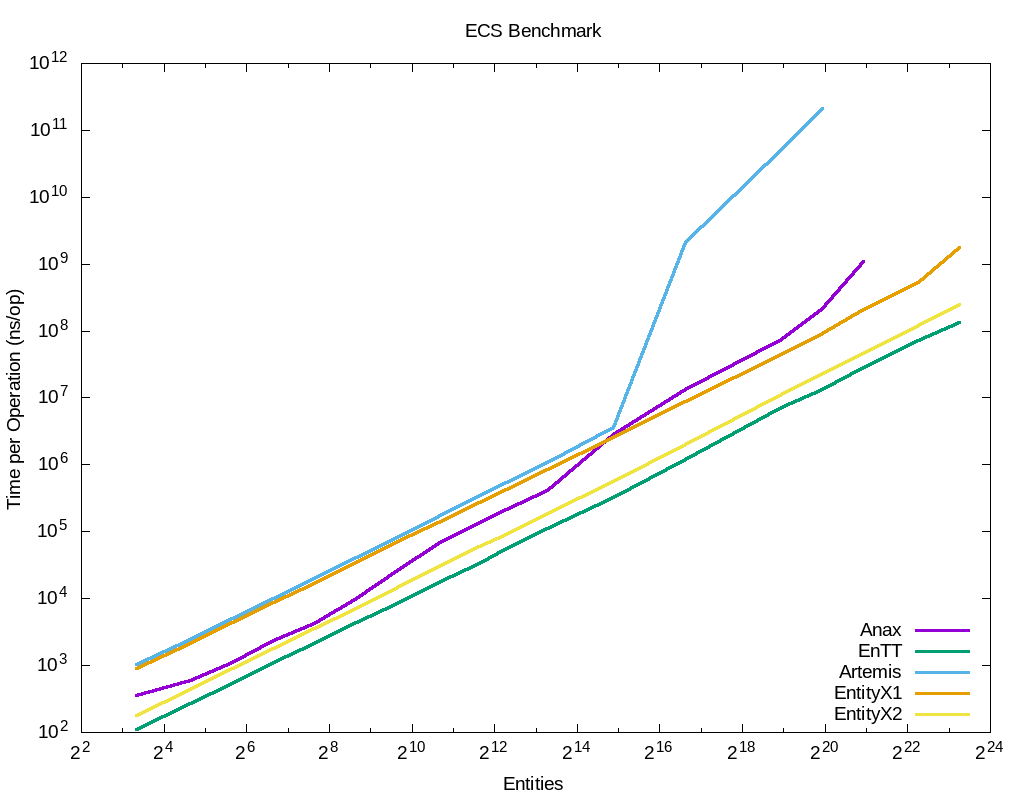 ECS Benchmark
10^12
10^11
10^10
10^9
10^8
10^7
10^6
10^5
10^4
10^3
10^2
Time per Operation (ns/op)
Anax
EnTT
Artemis
EntityX1
EntityX2
2^2 2^4 2^6 2^8 2^10 2^12 2^14 2^16 2^18 2^20 2^22 2^24
Entities